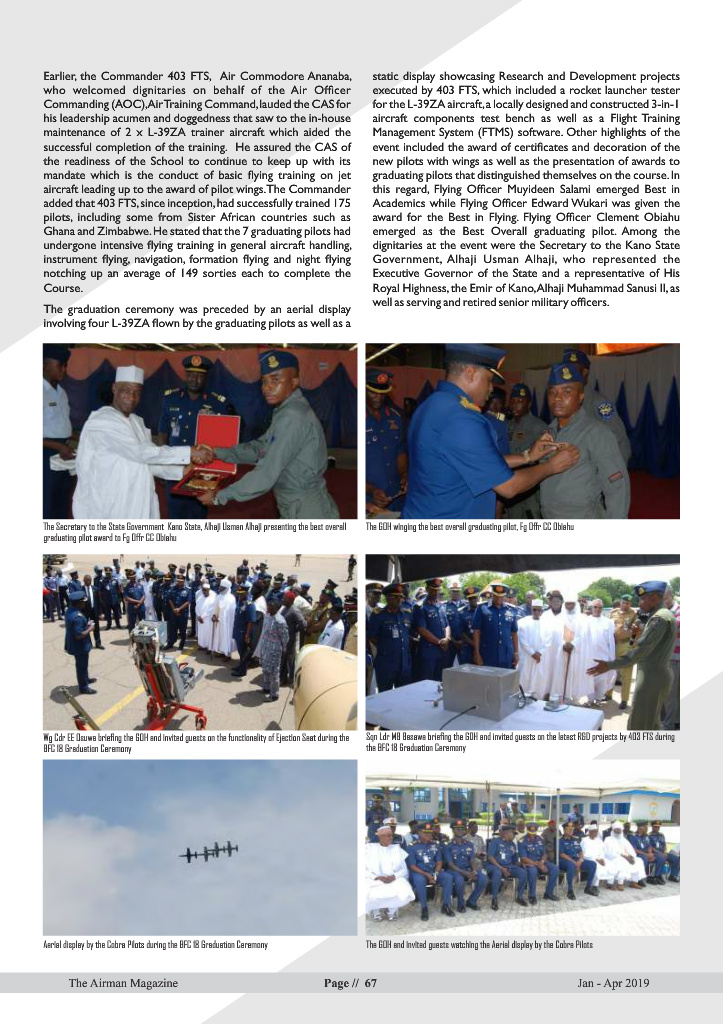 Earlier, the Commander 403 FTS, Air Commodore Ananaba,
who welcomed dignitaries on behalf of the Air Officer
Commanding (AOC),Air Training Command, lauded the CAS for
his leadership acumen and doggedness that saw to the in-house
maintenance of 2 x L-39ZA trainer aircraft which aided the
successful completion of the training. He assured the CAS of
the readiness of the School to continue to keep up with its
mandate which is the conduct of basic flying training on jet
aircraft leading up to the award of pilot wings. The Commander
added that 403 FTS, since inception, had successfully trained 175
pilots, including some from Sister African countries such as
Ghana and Zimbabwe. He stated that the 7 graduating pilots had
undergone intensive flying training in general aircraft handling,
instrument flying, navigation, formation flying and night flying
notching up an average of 149 sorties each to complete the
Course.
The graduation ceremony was preceded by an aerial display
involving four L-39ZA flown by the graduating pilots as well as a
static display showcasing Research and Development projects
executed by 403 FTS, which included a rocket launcher tester
for the L-39ZA aircraft, a locally designed and constructed 3-in-1
aircraft components test bench as well as a Flight Training
Management System (FTMS) software. Other highlights of the
event included the award of certificates and decoration of the
new pilots with wings as well as the presentation of awards to
graduating pilots that distinguished themselves on the course. In
this regard, Flying Officer Muyideen Salami emerged Best in
Academics while Flying Officer Edward Wukari was given the
award for the Best in Flying. Flying Officer Clement Obiahu
emerged as the Best Overall graduating pilot. Among the
dignitaries at the event were the Secretary to the Kano State
Government, Alhaji Usman Alhaji, who represented the
Executive Governor of the State and a representative of His
Royal Highness, the Emir of Kano, Alhaji Muhammad Sanusi II, as
well as serving and retired senior military officers.
The Secretary to the State Government Kano State, Alhaji Usman Alhaji presenting the best overall
graduating pilot award to Fg Offr CC Obiahu
The GOH winging the best overall graduating pilot, Fg Offr CC Obiahu
Wg Cdr EE Osuwa briefing the GOH and invited guests on the functionality of Ejection Seat during the
BFC 18 Graduation Ceremony
Sqn Ldr MB Basawa briefing the GOH and invited guests on the latest R&D projects by 403 FTS during
the BFC 18 Graduation Ceremony
Aerial display by the Cobra Pilots during the BFC 18 Graduation Ceremony
The GOH and invited guests watching the Aerial display by the Cobra Pilots
The Airman Magazine Page // 67 Jan - Apr 2019